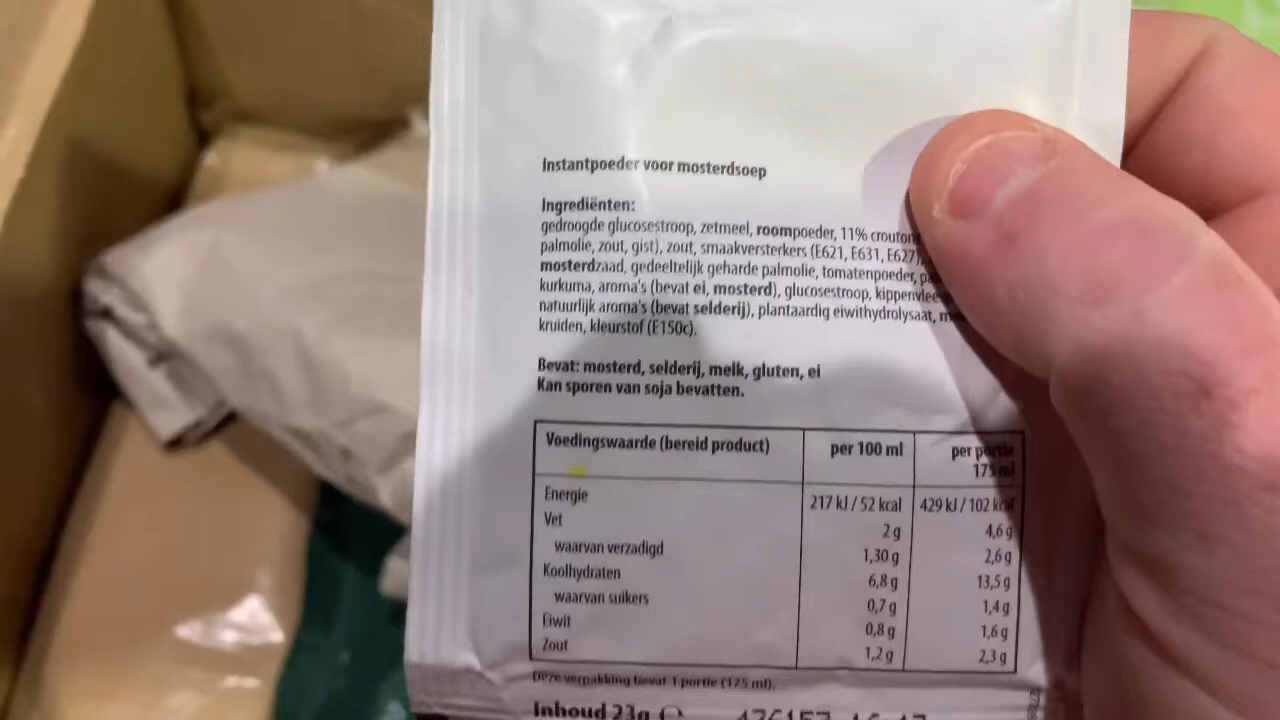 Instantpoeder voor mosterdsoep
Ingrediënten:
gedroogde glucosestroop, zetmeel, roompoeder, 11% crouton
palmolie, zout, gist), zout, smaakversterkers (E621, E631, E627),
mosterdzaad, gedeeltelijk geharde palmolie, tomatenpoeder,
kurkuma, aroma's (bevat ei, mosterd), glucosestroop,
natuurlijk aroma's (bevat selderij), plantaardig eiwithydrolysaat,
kruiden, kleurstof (E150c).
Bevat: mosterd, selderij, melk, gluten, ei
Kan sporen van soja bevatten.
Voedingswaarde (bereid product) per 100 ml per portie
175 ml
Energie 217 kJ / 52 kcal 429 kJ / 102 kcal
Vet 2 g 4,6 g
waarvan verzadigd 1,30 g 2,6 g
Koolhydraten 6,8 g 13,5 g
waarvan suikers 0,7 g 1,4 g
Eiwit 0,8 g 1,6 g
Zout 1,2 g 2,3 g
Deze verpakking bevat 1 portie (175 ml).
Inhoud 23g ℮